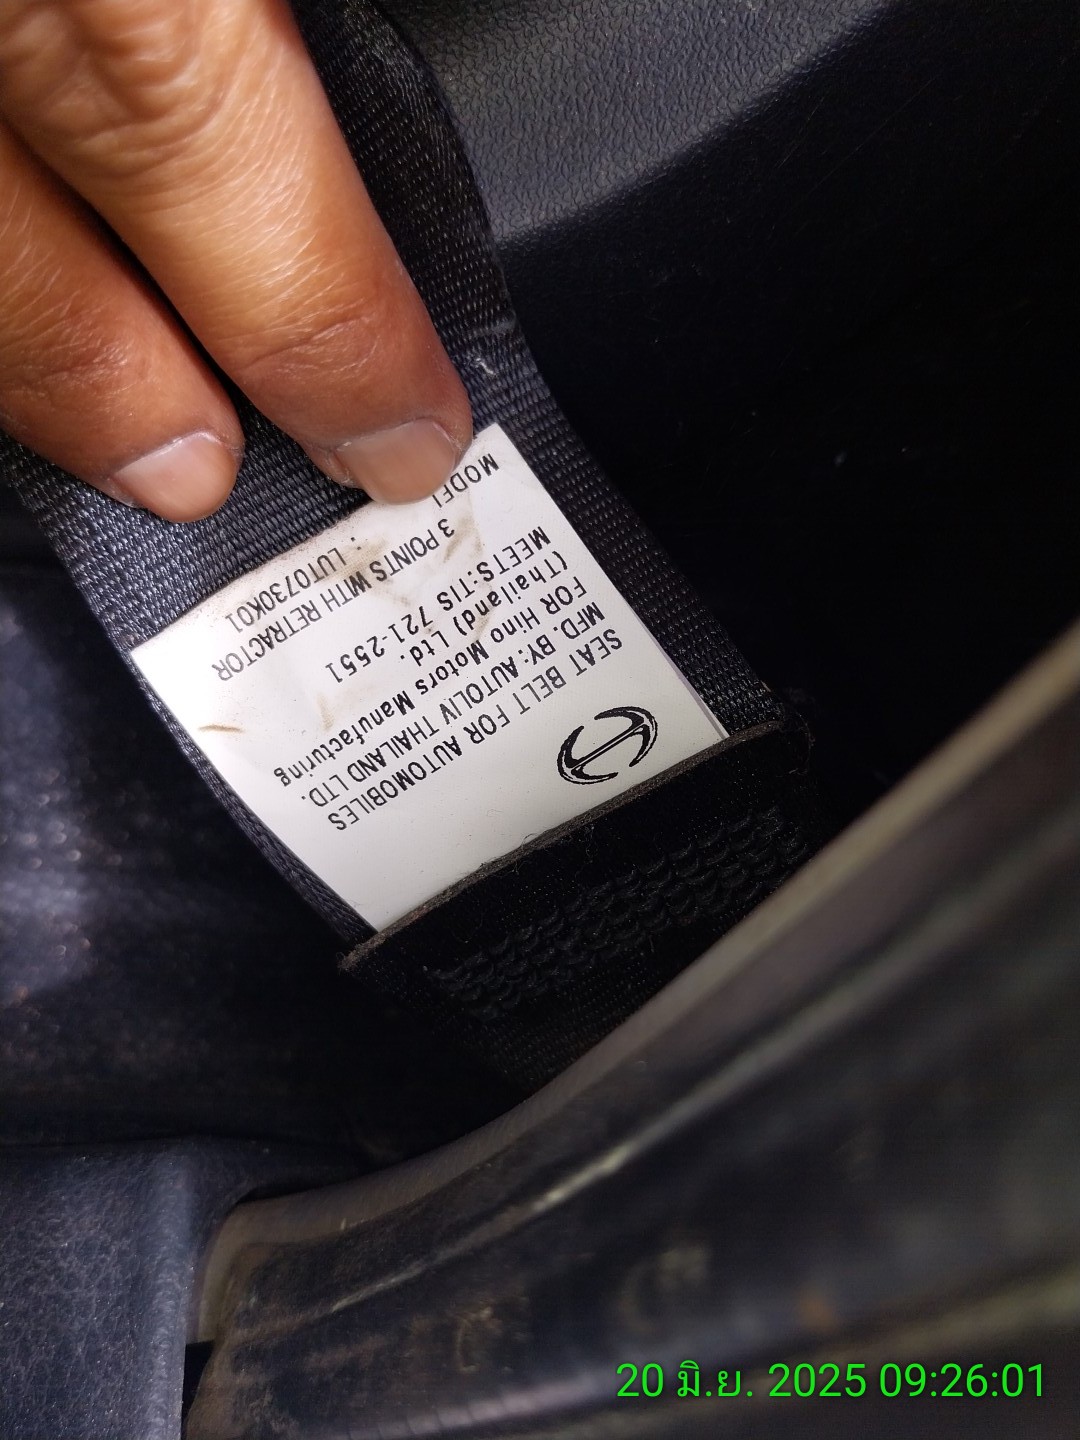 SEAT BELT FOR AUTOMOBILES
MFD. BY: AUTOLIV THAILAND LTD.
FOR Hino Motors Manufacturing
(Thailand) Ltd.
MEETS:TIS 721-2551
3 POINTS WITH RETRACTOR
MODEL : LUT0730K01
20 มิ.ย. 2025 09:26:01